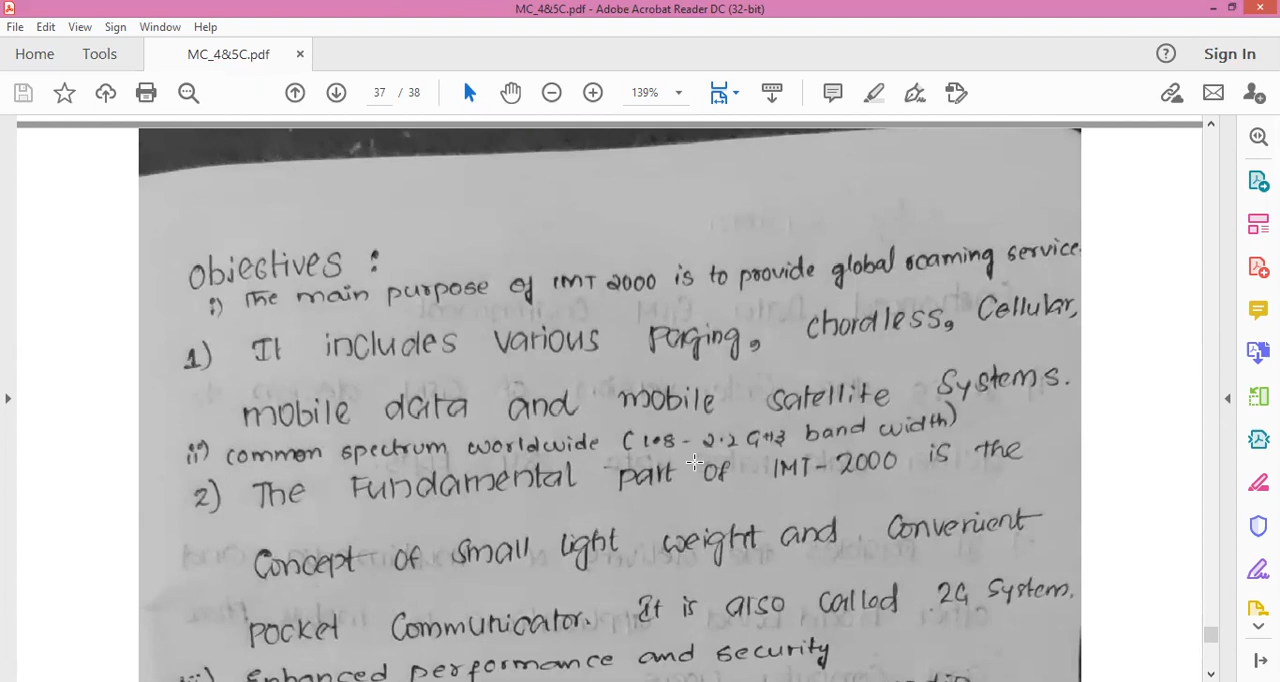 MC_4&5C.pdf - Adobe Acrobat Reader DC (32-bit)
File Edit View Sign Window Help
Home Tools MC_4&5C.pdf × Sign In
37 / 38 139%
Objectives :
i) The main purpose of IMT 2000 is to provide global roaming service
1) It includes various Paging, chordless, Cellular,
mobile data and mobile satellite Systems.
ii) common spectrum worldwide (1.8 - 2.2 GHz band width)
2) The Fundamental part of IMT-2000 is the
Concept of small light weight and convenient
pocket communicator. It is also called 2G System.
iii) Enhanced performance and security